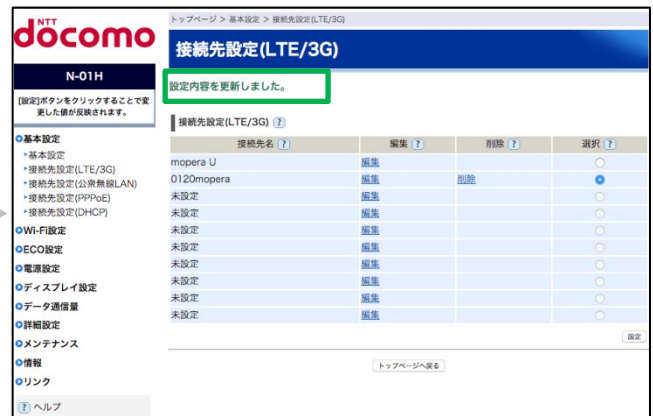 トップページ > 基本設定 > 接続先設定(LTE/3G)
NTT
döcomo
接続先設定(LTE/3G)
N-01H
[設定]ボタンをクリックすることで変
更した値が反映されます。
設定内容を更新しました。
基本設定
基本設定
接続先設定(LTE/3G)
接続先設定(公衆無線LAN)
接続先設定(PPPoE)
接続先設定(DHCP)
Wi-Fi設定
ECO設定
電源設定
ディスプレイ設定
データ通信量
詳細設定
メンテナンス
情報
リンク
? ヘルプ
接続先設定(LTE/3G) ?
接続先名 ? 編集 ? 削除 ? 選択 ?
mopera U 編集
0120mopera 編集 削除
未設定 編集
未設定 編集
未設定 編集
未設定 編集
未設定 編集
未設定 編集
未設定 編集
未設定 編集
設定
トップページへ戻る